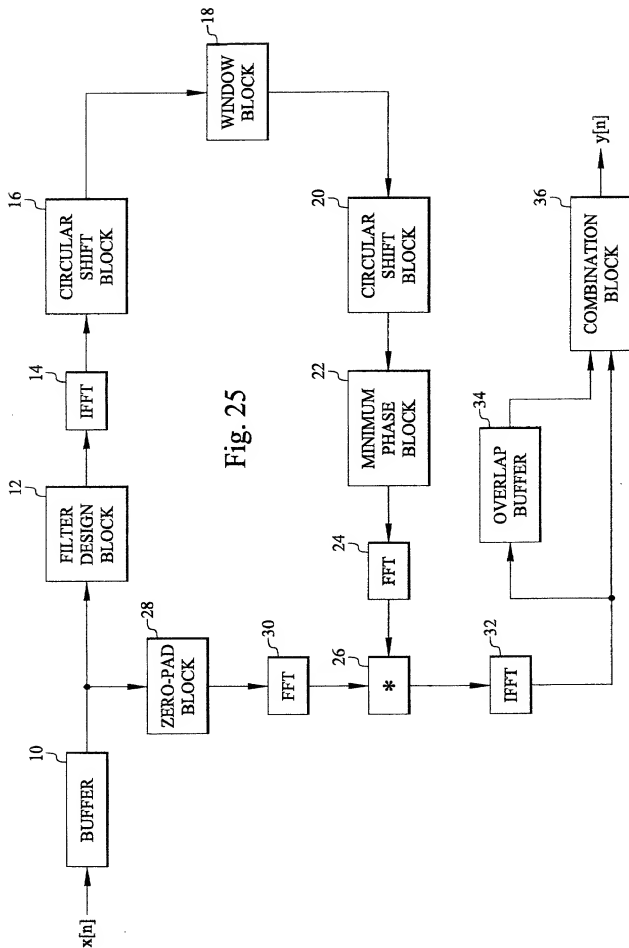 x[n]
10
BUFFER
12
FILTER
DESIGN
BLOCK
14
IFFT
16
CIRCULAR
SHIFT
BLOCK
18
WINDOW
BLOCK
20
CIRCULAR
SHIFT
BLOCK
22
MINIMUM
PHASE
BLOCK
24
FFT
26
*
28
ZERO-PAD
BLOCK
30
FFT
32
IFFT
34
OVERLAP
BUFFER
36
COMBINATION
BLOCK
y[n]
Fig. 25